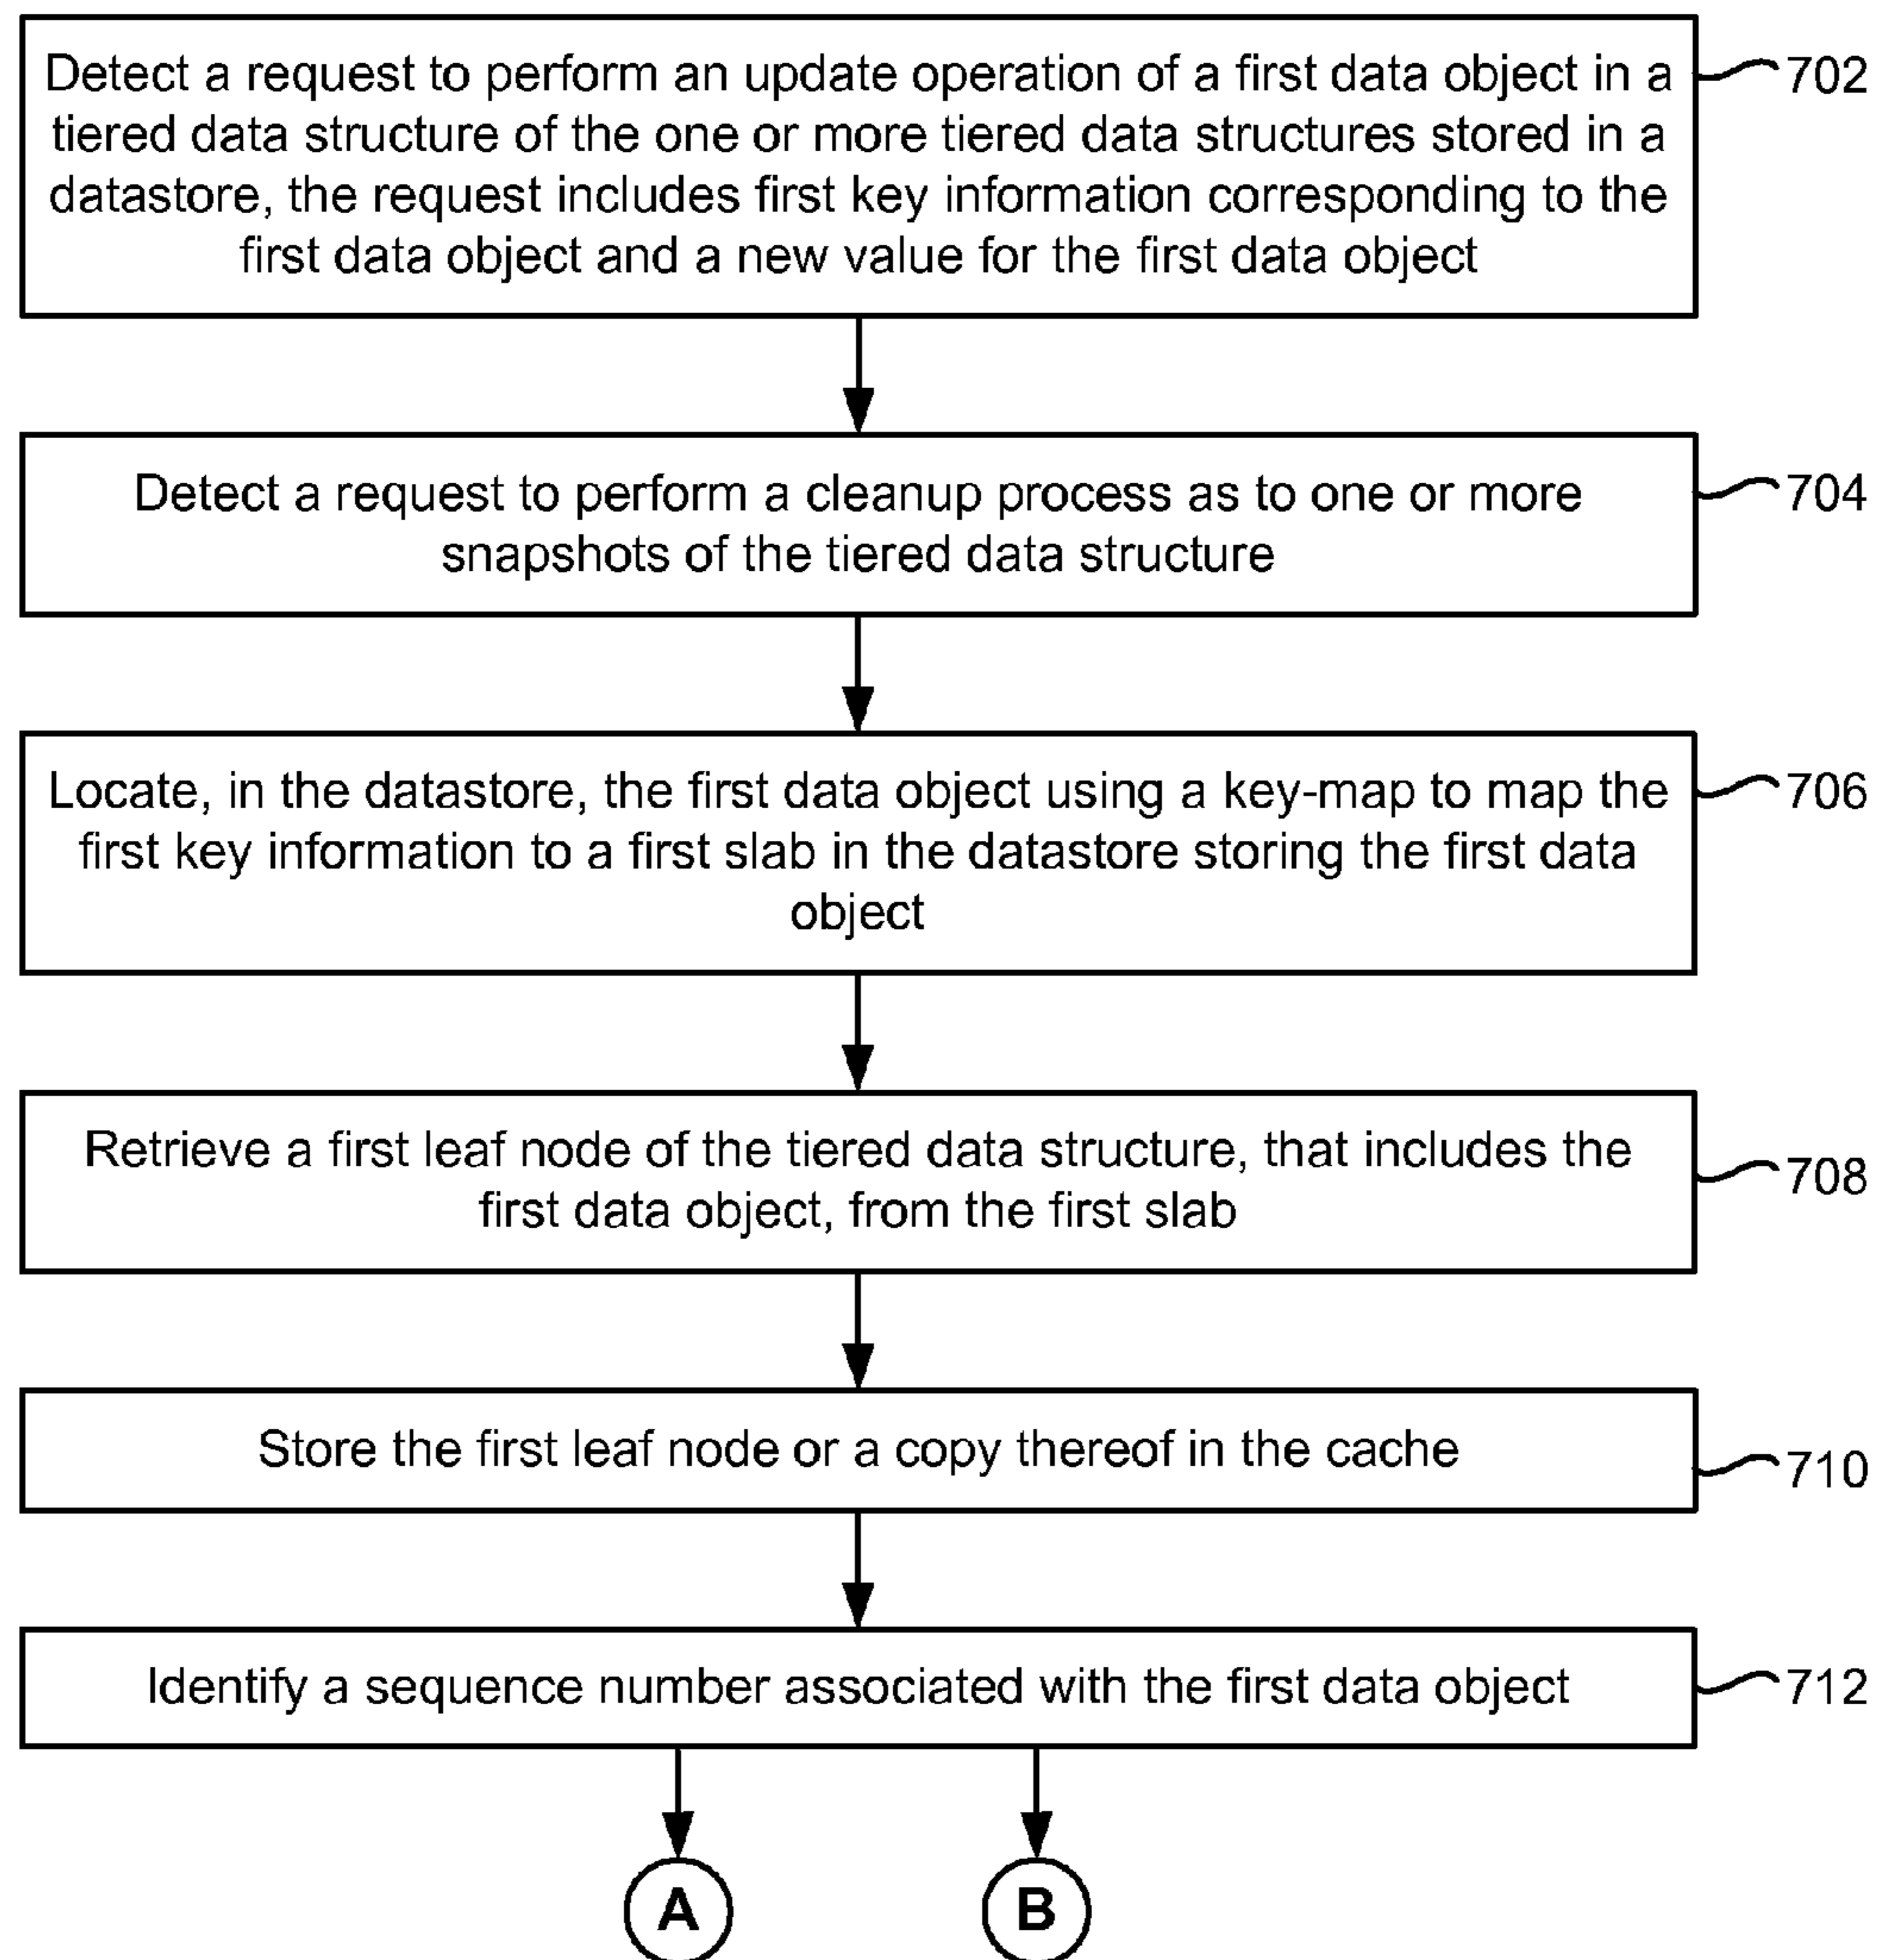 Detect a request to perform an update operation of a first data object in a
702
tiered data structure of the one or more tiered data structures stored in a
datastore, the request includes first key information corresponding to the
first data object and a new value for the first data object
Detect a request to perform a cleanup process as to one or more
704
snapshots of the tiered data structure
Locate, in the datastore, the first data object using a key-map to map the
706
first key information to a first slab in the datastore storing the first data
object
Retrieve a first leaf node of the tiered data structure, that includes the
708
first data object, from the first slab
Store the first leaf node or a copy thereof in the cache
710
Identify a sequence number associated with the first data object
712
A
B